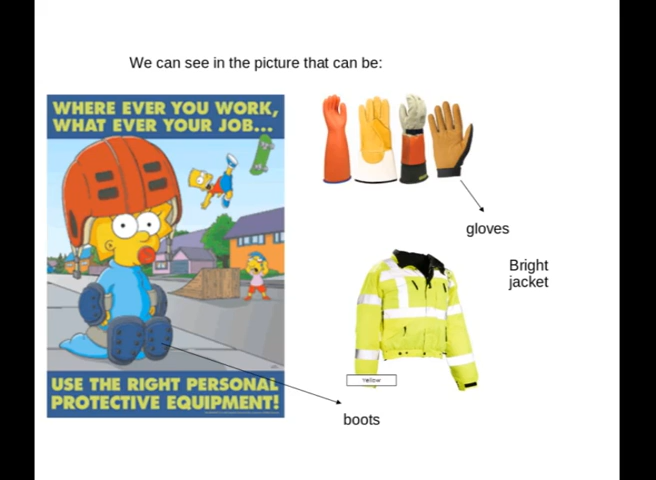 We can see in the picture that can be:
WHERE EVER YOU WORK,
WHAT EVER YOUR JOB...
USE THE RIGHT PERSONAL
PROTECTIVE EQUIPMENT!
gloves
Bright
jacket
Yellow
boots